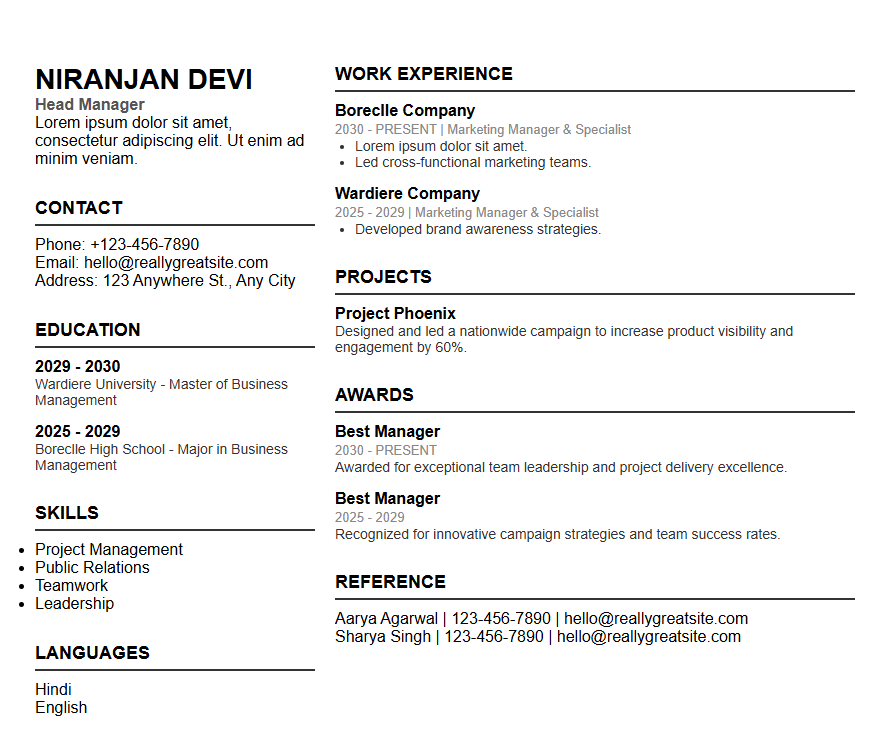 NIRANJAN DEVI
Head Manager
Lorem ipsum dolor sit amet,
consectetur adipiscing elit. Ut enim ad
minim veniam.
CONTACT
Phone: +123-456-7890
Email: hello@reallygreatsite.com
Address: 123 Anywhere St., Any City
EDUCATION
2029 - 2030
Wardiere University - Master of Business
Management
2025 - 2029
Boreclle High School - Major in Business
Management
SKILLS
• Project Management
• Public Relations
• Teamwork
• Leadership
LANGUAGES
Hindi
English
WORK EXPERIENCE
Boreclle Company
2030 - PRESENT | Marketing Manager & Specialist
• Lorem ipsum dolor sit amet.
• Led cross-functional marketing teams.
Wardiere Company
2025 - 2029 | Marketing Manager & Specialist
• Developed brand awareness strategies.
PROJECTS
Project Phoenix
Designed and led a nationwide campaign to increase product visibility and
engagement by 60%.
AWARDS
Best Manager
2030 - PRESENT
Awarded for exceptional team leadership and project delivery excellence.
Best Manager
2025 - 2029
Recognized for innovative campaign strategies and team success rates.
REFERENCE
Aarya Agarwal | 123-456-7890 | hello@reallygreatsite.com
Sharya Singh | 123-456-7890 | hello@reallygreatsite.com